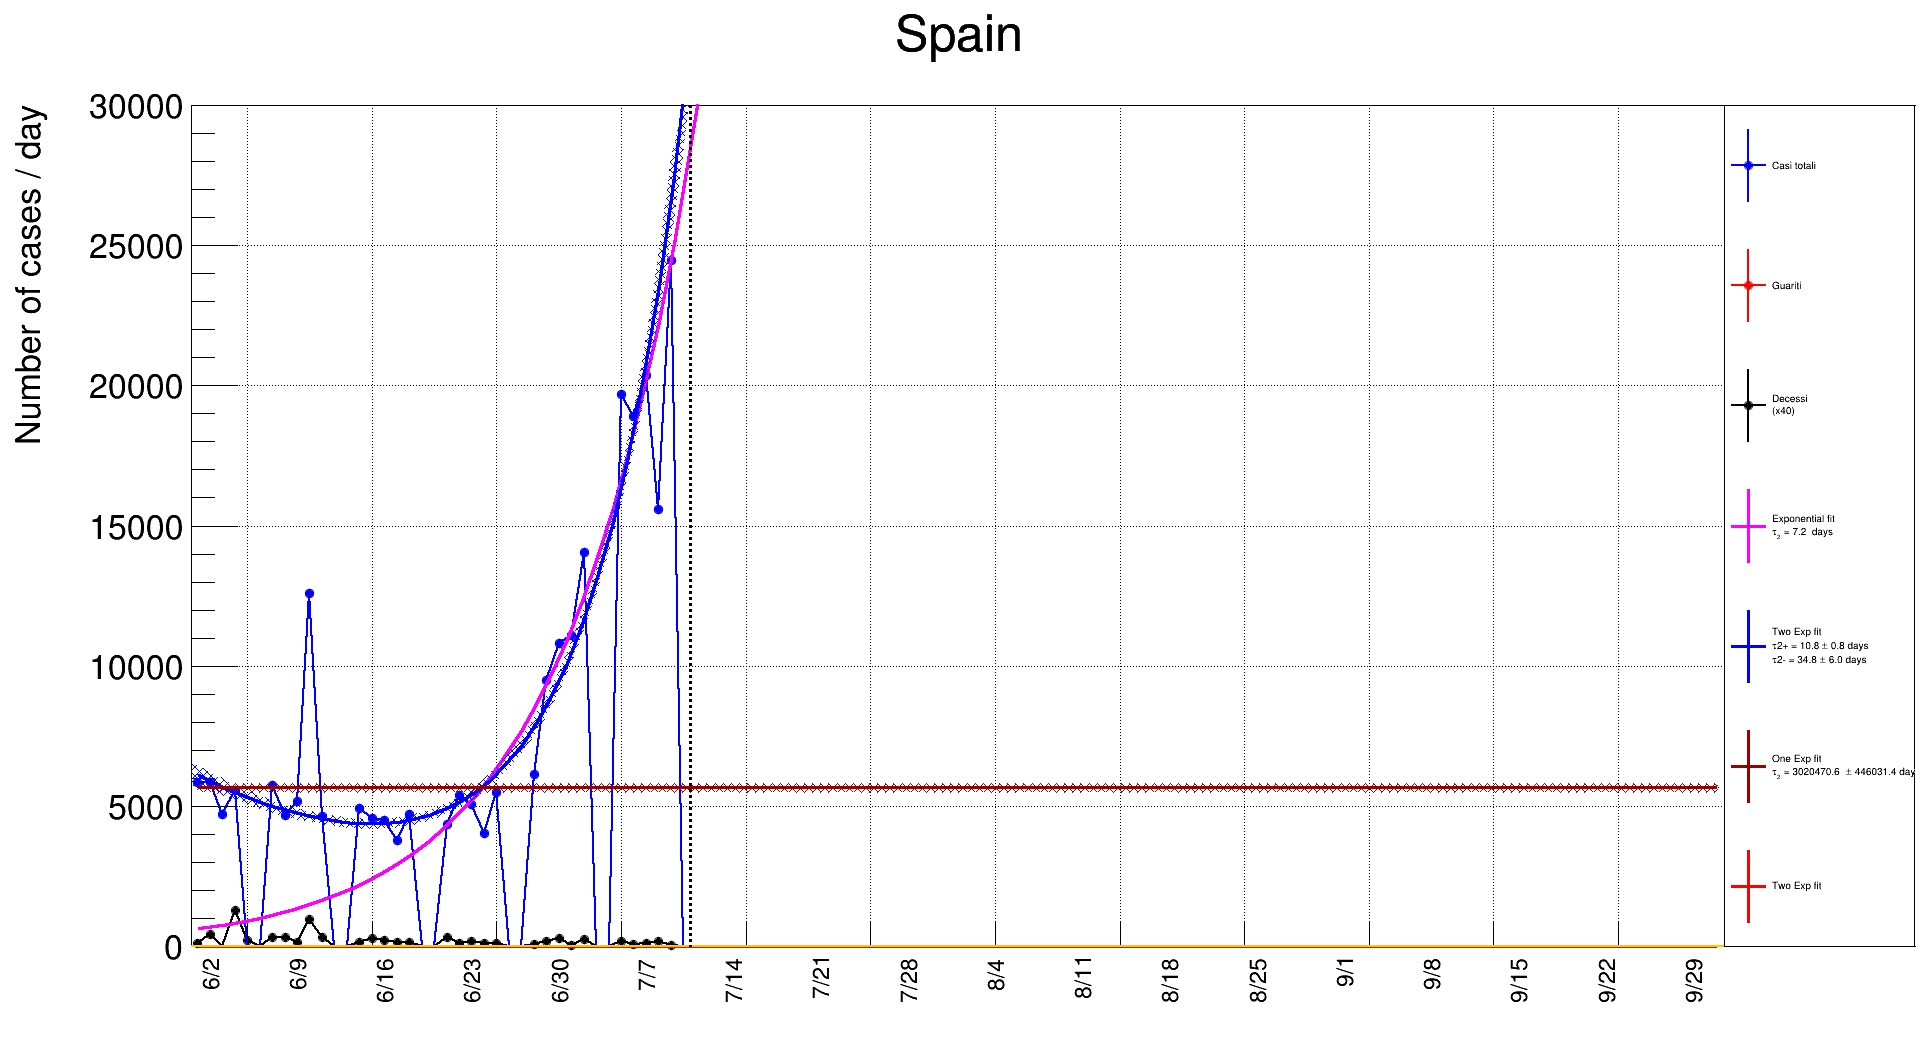 Spain
Number of cases / day
30000
25000
20000
15000
10000
5000
0
6/2
6/9
6/16
6/23
6/30
7/7
7/14
7/21
7/28
8/4
8/11
8/18
8/25
9/1
9/8
9/15
9/22
9/29
Casi totali
Guariti
Decessi
(x40)
Exponential fit
τ₂ = 7.2 days
Two Exp fit
τ2+ = 10.8 ± 0.8 days
τ2- = 34.8 ± 6.0 days
One Exp fit
τ₂ = 3020470.6 ± 446031.4 day
Two Exp fit